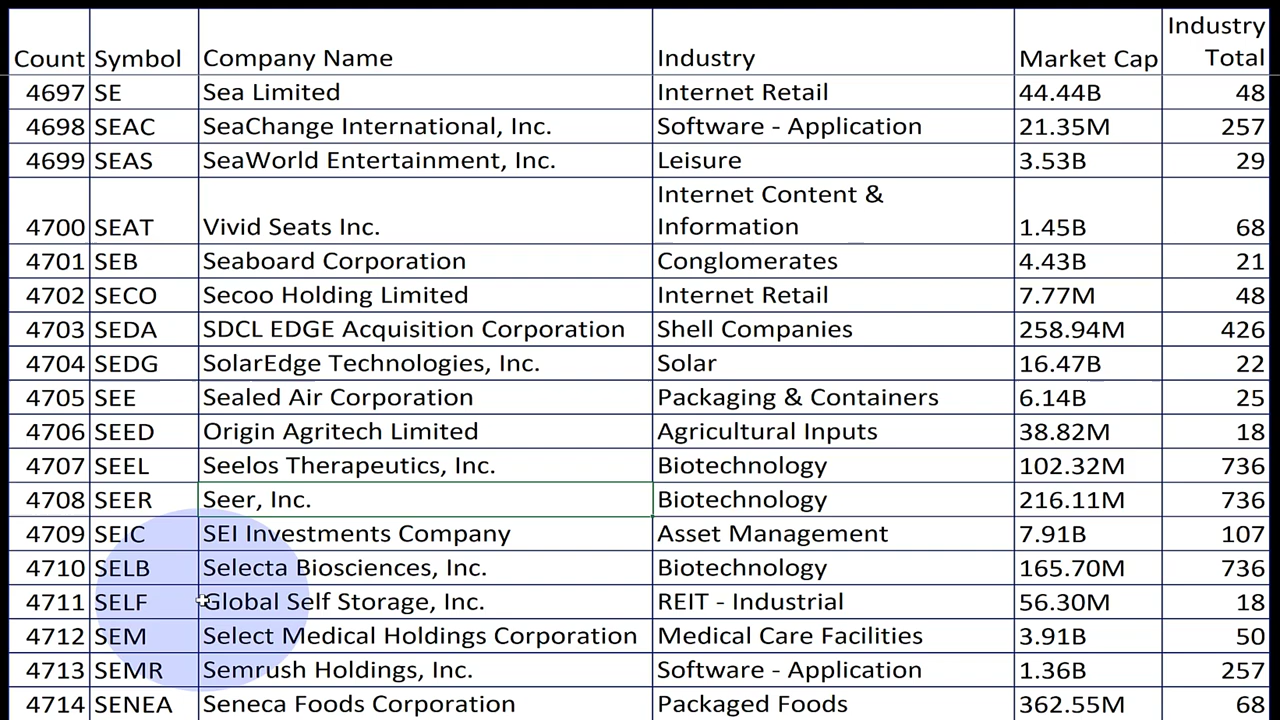 Count Symbol Company Name Industry Market Cap Industry Total
4697 SE Sea Limited Internet Retail 44.44B 48
4698 SEAC SeaChange International, Inc. Software - Application 21.35M 257
4699 SEAS SeaWorld Entertainment, Inc. Leisure 3.53B 29
4700 SEAT Vivid Seats Inc. Internet Content & Information 1.45B 68
4701 SEB Seaboard Corporation Conglomerates 4.43B 21
4702 SECO Secoo Holding Limited Internet Retail 7.77M 48
4703 SEDA SDCL EDGE Acquisition Corporation Shell Companies 258.94M 426
4704 SEDG SolarEdge Technologies, Inc. Solar 16.47B 22
4705 SEE Sealed Air Corporation Packaging & Containers 6.14B 25
4706 SEED Origin Agritech Limited Agricultural Inputs 38.82M 18
4707 SEEL Seelos Therapeutics, Inc. Biotechnology 102.32M 736
4708 SEER Seer, Inc. Biotechnology 216.11M 736
4709 SEIC SEI Investments Company Asset Management 7.91B 107
4710 SELB Selecta Biosciences, Inc. Biotechnology 165.70M 736
4711 SELF Global Self Storage, Inc. REIT - Industrial 56.30M 18
4712 SEM Select Medical Holdings Corporation Medical Care Facilities 3.91B 50
4713 SEMR Semrush Holdings, Inc. Software - Application 1.36B 257
4714 SENEA Seneca Foods Corporation Packaged Foods 362.55M 68